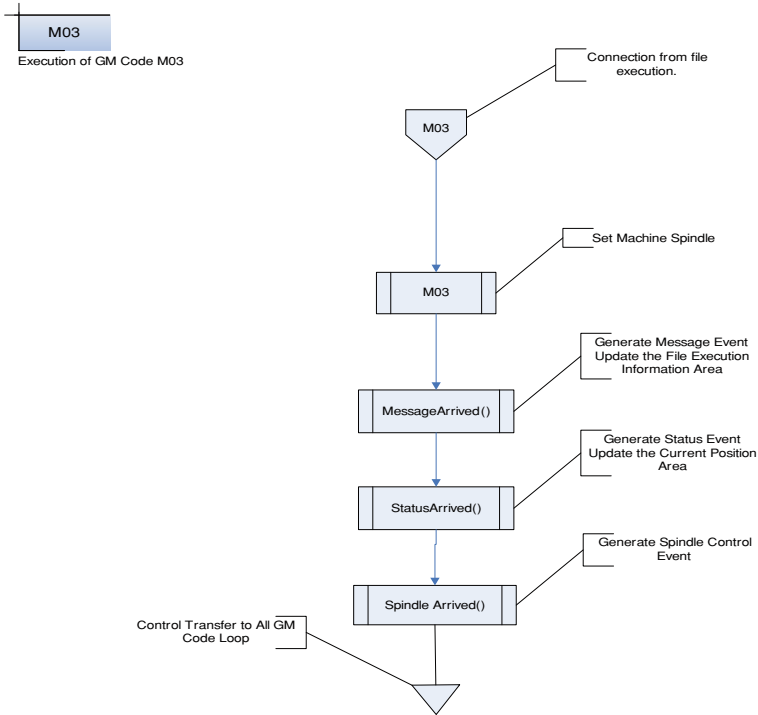 M03
Execution of GM Code M03
Connection from file
execution.
M03
Set Machine Spindle
M03
Generate Message Event
Update the File Execution
Information Area
MessageArrived()
Generate Status Event
Update the Current Position
Area
StatusArrived()
Generate Spindle Control
Event
Spindle Arrived()
Control Transfer to All GM
Code Loop